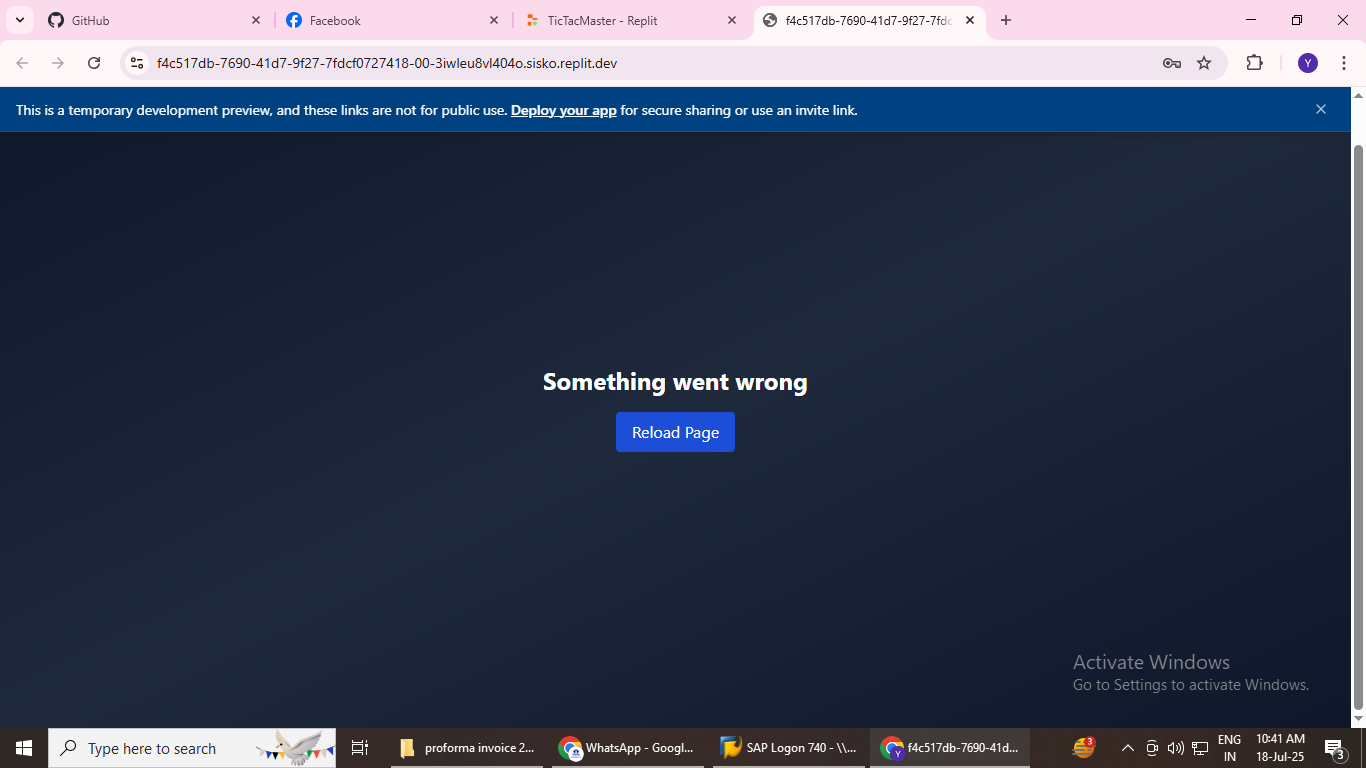 GitHub
Facebook
TicTacMaster - Replit
f4c517db-7690-41d7-9f27-7fdc
f4c517db-7690-41d7-9f27-7fdcf0727418-00-3iwleu8vl404o.sisko.replit.dev
Y
This is a temporary development preview, and these links are not for public use. Deploy your app for secure sharing or use an invite link.
Something went wrong
Reload Page
Activate Windows
Go to Settings to activate Windows.
Type here to search
proforma invoice 2...
WhatsApp - Googl...
SAP Logon 740 - \\...
Y
f4c517db-7690-41d...
3
ENG
IN
10:41 AM
18-Jul-25
3